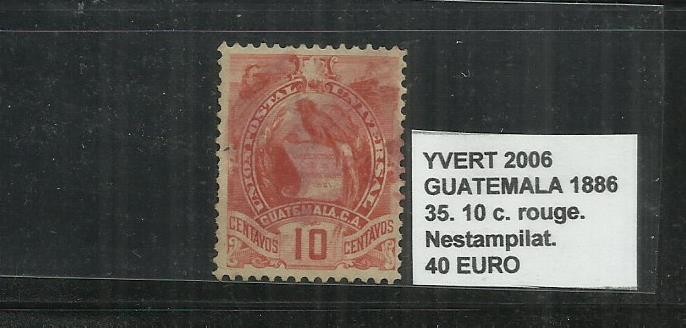 UNION POSTAL UNIVERSAL
GUATEMALA. C.A.
CENTAVOS 10 CENTAVOS
YVERT 2006
GUATEMALA 1886
35. 10 c. rouge.
Nestampilat.
40 EURO